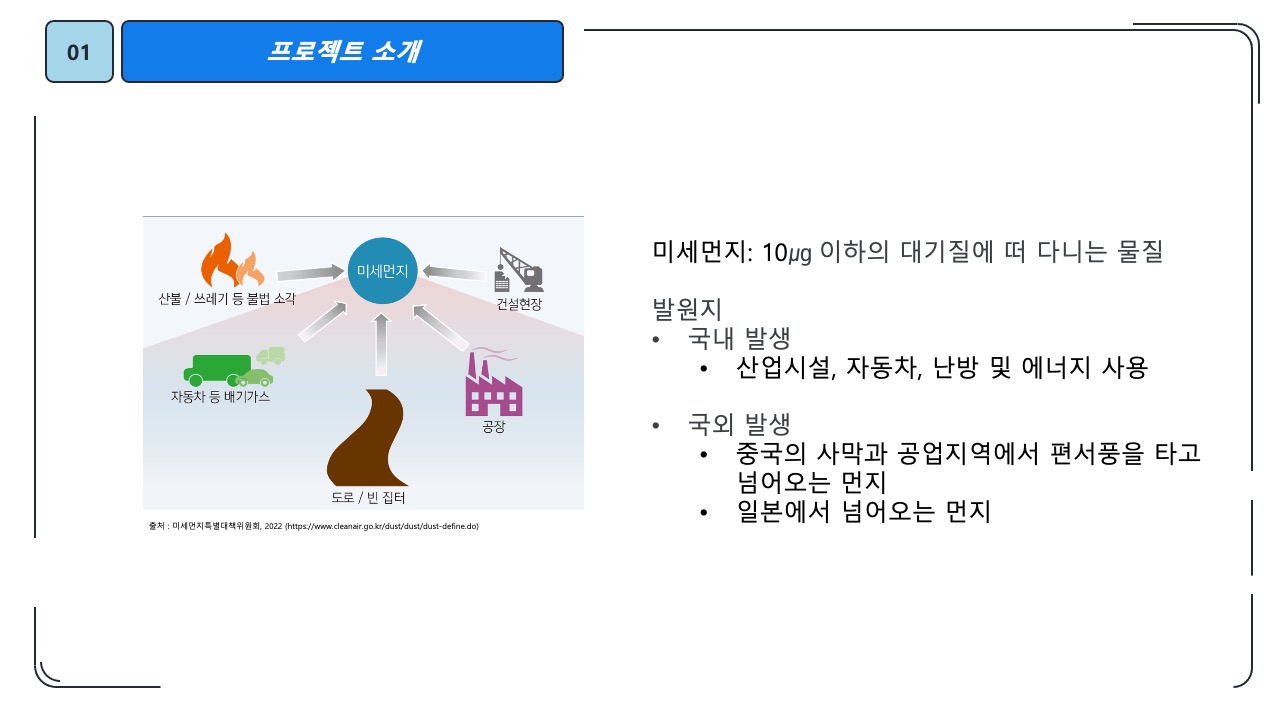 01
프로젝트 소개
미세먼지
산불 / 쓰레기 등 불법 소각
건설현장
자동차 등 배기가스
공장
도로 / 빈 집터
출처 : 미세먼지특별대책위원회, 2022 (https://www.cleanair.go.kr/dust/dust/dust-define.do)
미세먼지: 10㎍ 이하의 대기질에 떠 다니는 물질
발원지
• 국내 발생
• 산업시설, 자동차, 난방 및 에너지 사용
• 국외 발생
• 중국의 사막과 공업지역에서 편서풍을 타고
넘어오는 먼지
• 일본에서 넘어오는 먼지